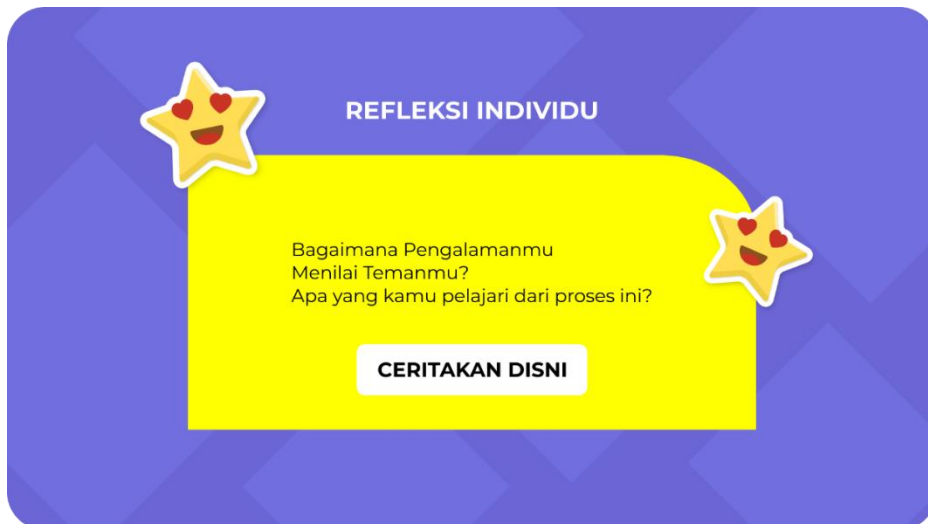 REFLEKSI INDIVIDU
Bagaimana Pengalamanmu
Menilai Temanmu?
Apa yang kamu pelajari dari proses ini?
CERITAKAN DISNI